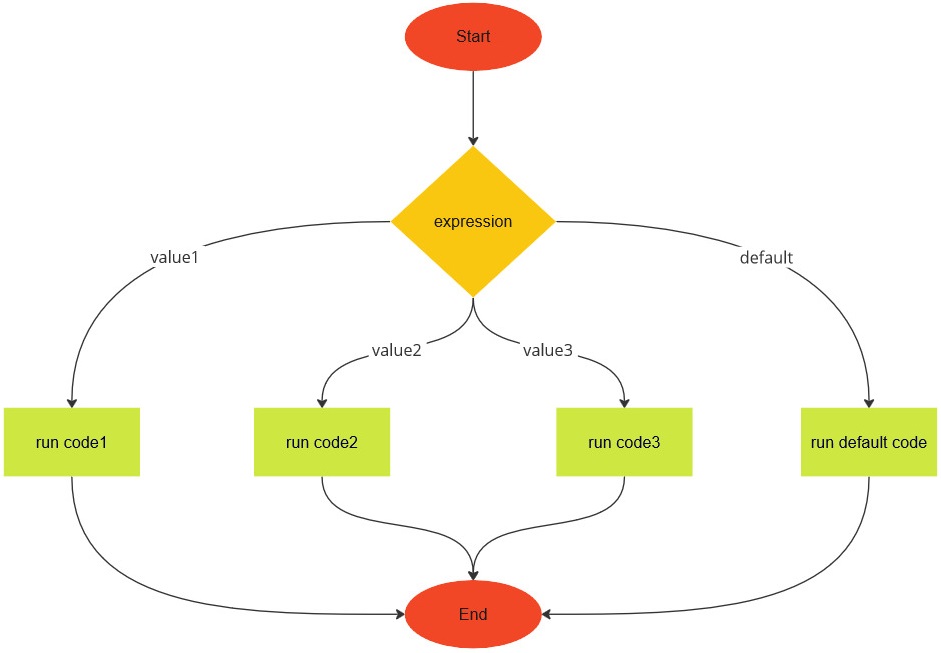 Start
expression
value1
default
value2
value3
run code1
run code2
run code3
run default code
End